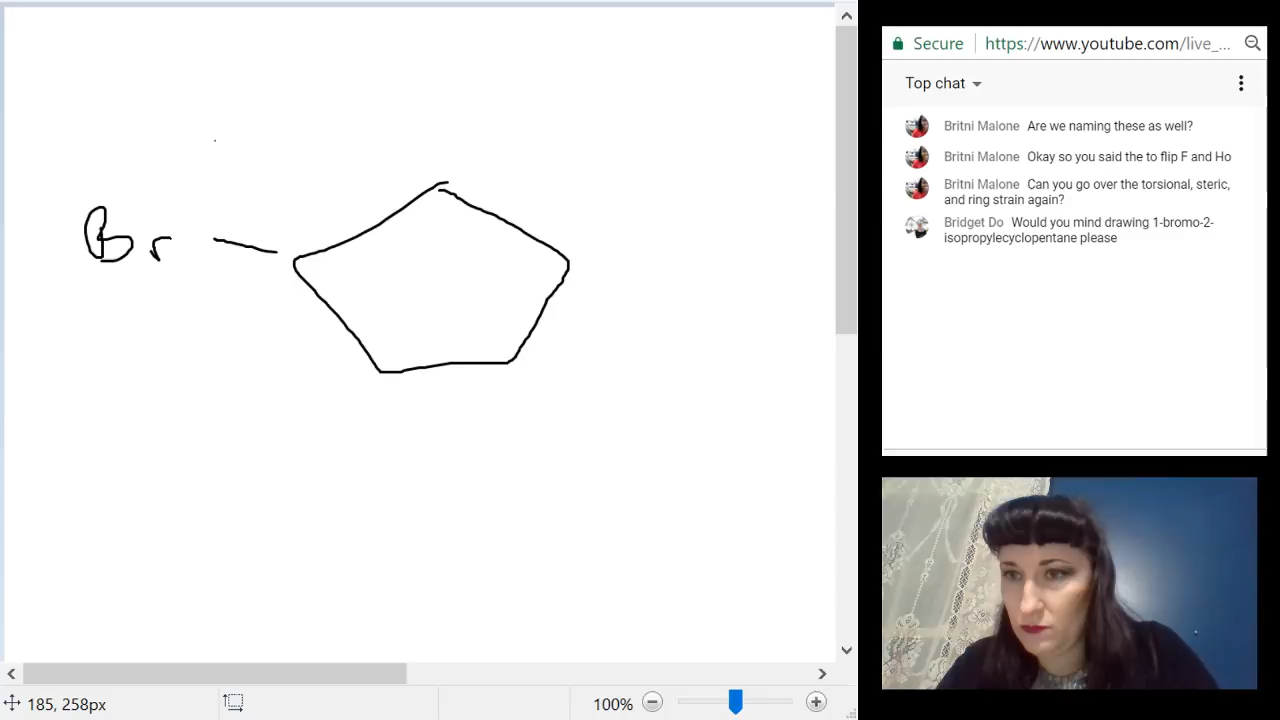 Br
Secure https://www.youtube.com/live_...
Top chat
Britni Malone Are we naming these as well?
Britni Malone Okay so you said the to flip F and Ho
Britni Malone Can you go over the torsional, steric,
and ring strain again?
Bridget Do Would you mind drawing 1-bromo-2-
isopropylecyclopentane please
185, 258px
100%